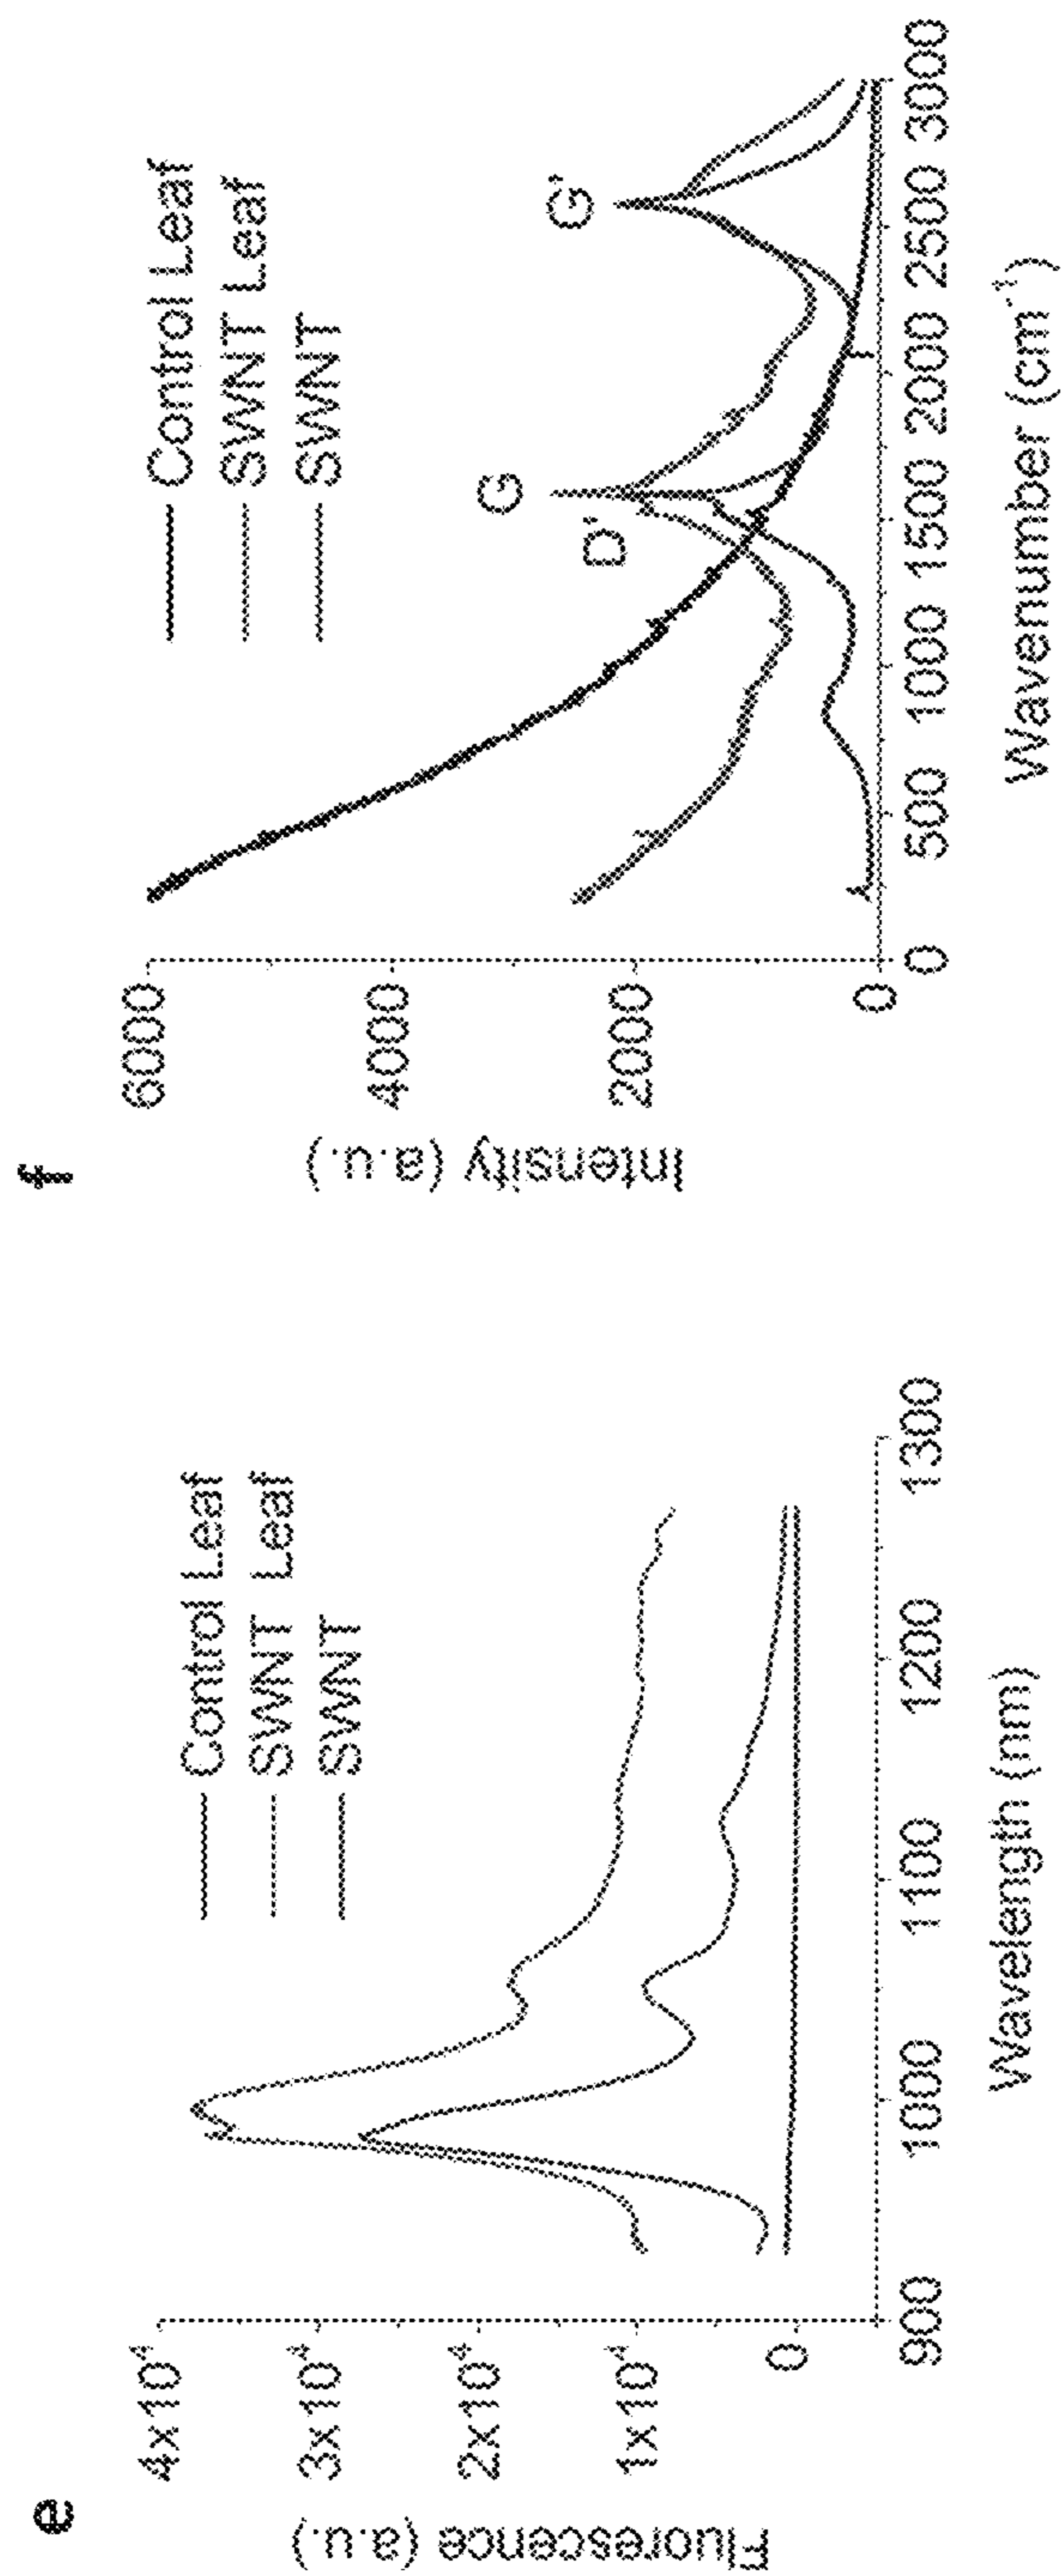 e
Fluorescence (a.u.)
4x10⁴
3x10⁴
2x10⁴
1x10⁴
0
Control Leaf
SWNT Leaf
SWNT
900
1000
1100
1200
1300
Wavelength (nm)
f
Intensity (a.u.)
6000
4000
2000
0
Control Leaf
SWNT Leaf
SWNT
D'
G
G'
0
500
1000
1500
2000
2500
3000
Wavenumber (cm⁻¹)